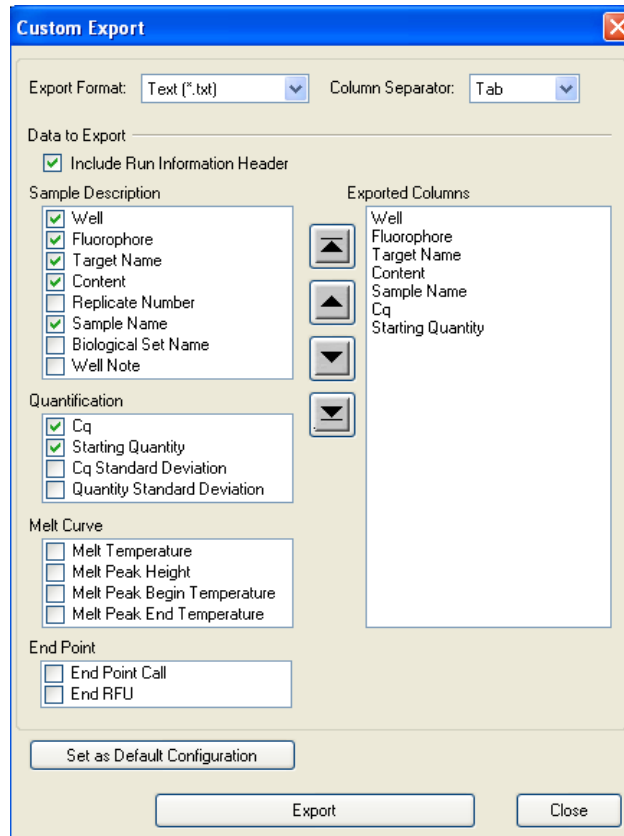 Custom Export
Export Format: Text (*.txt) Column Separator: Tab
Data to Export
Include Run Information Header
Sample Description
Well
Fluorophore
Target Name
Content
Replicate Number
Sample Name
Biological Set Name
Well Note
Quantification
Cq
Starting Quantity
Cq Standard Deviation
Quantity Standard Deviation
Melt Curve
Melt Temperature
Melt Peak Height
Melt Peak Begin Temperature
Melt Peak End Temperature
End Point
End Point Call
End RFU
Exported Columns
Well
Fluorophore
Target Name
Content
Sample Name
Cq
Starting Quantity
Set as Default Configuration
Export Close